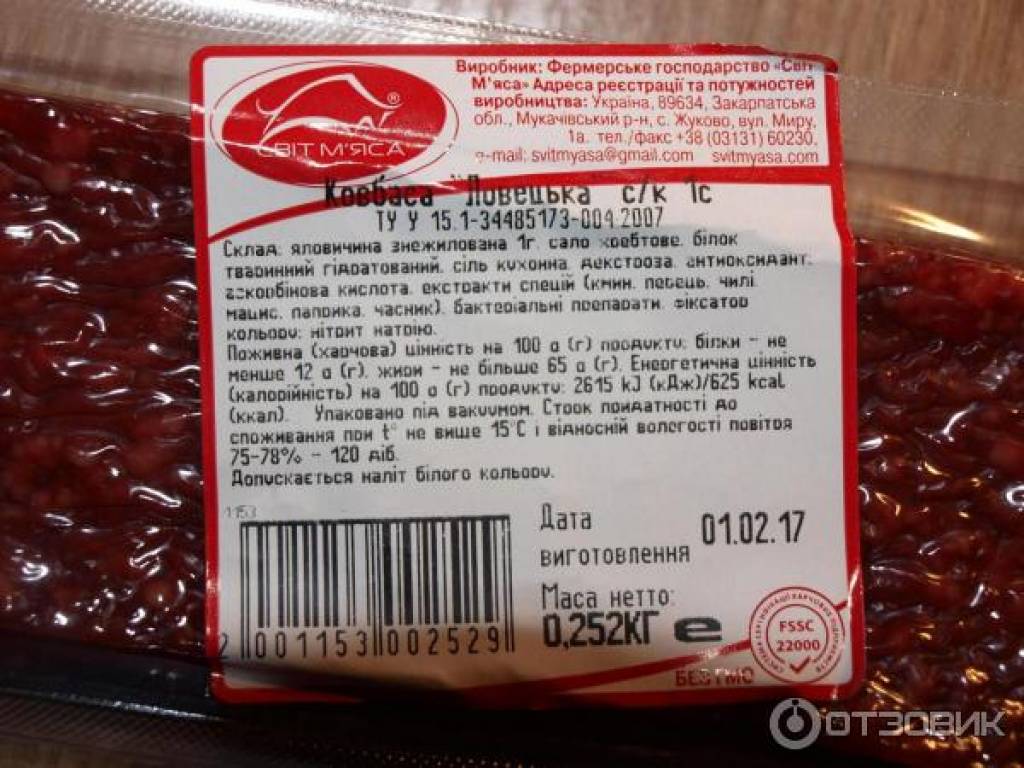 Виробник: Фермерське господарство «Світ
М'яса» Адреса реєстрації та потужностей
виробництва: Україна, 89634, Закарпатська
обл., Мукачівський р-н, с. Жуково, вул. Миру,
1а. тел./факс +38 (03131) 60230,
e-mail: svitmyasa@gmail.com svitmyasa.com
®
СВІТ М'ЯСА
Ковбаса "Ловецька" с/к 1с
ТУ У 15.1-34485173-004:2007
Склад: яловичина знежилована 1г, сало хребтове, білок
тваринний гідратований, сіль кухонна, декстроза, антиоксидант:
аскорбінова кислота, екстракти спецій (кмин, перець, чилі,
мацис, паприка, часник), бактеріальні препарати, фіксатор
кольору: нітрит натрію.
Поживна (харчова) цінність на 100 g (г) продукту: білки - не
менше 12 g (г), жири - не більше 65 g (г). Енергетична цінність
(калорійність) на 100 g (г) продукту: 2615 kJ (кДж)/625 kcal
(ккал). Упаковано під вакуумом. Строк придатності до
споживання при t° не вище 15°C і відносній вологості повітря
75-78% - 120 діб.
Допускається наліт білого кольору.
1153
Дата
виготовлення 01.02.17
Маса нетто:
0,252КГ e
2 001153 002529
БЕЗ ГМО
FSSC
22000
ОТЗОВИК